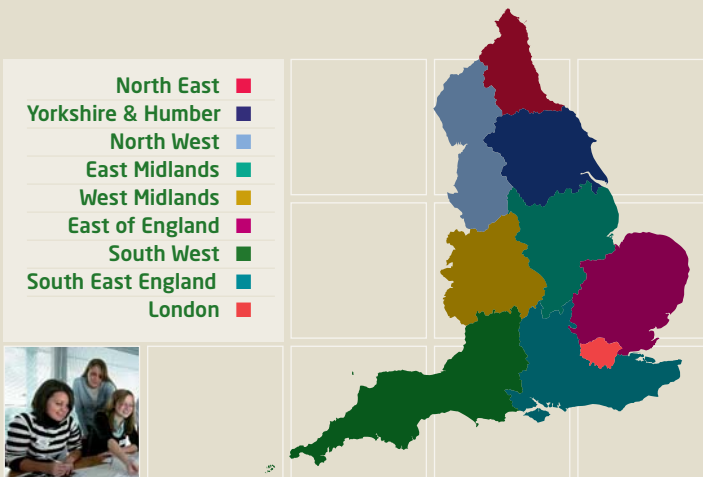 North East
Yorkshire & Humber
North West
East Midlands
West Midlands
East of England
South West
South East England
London